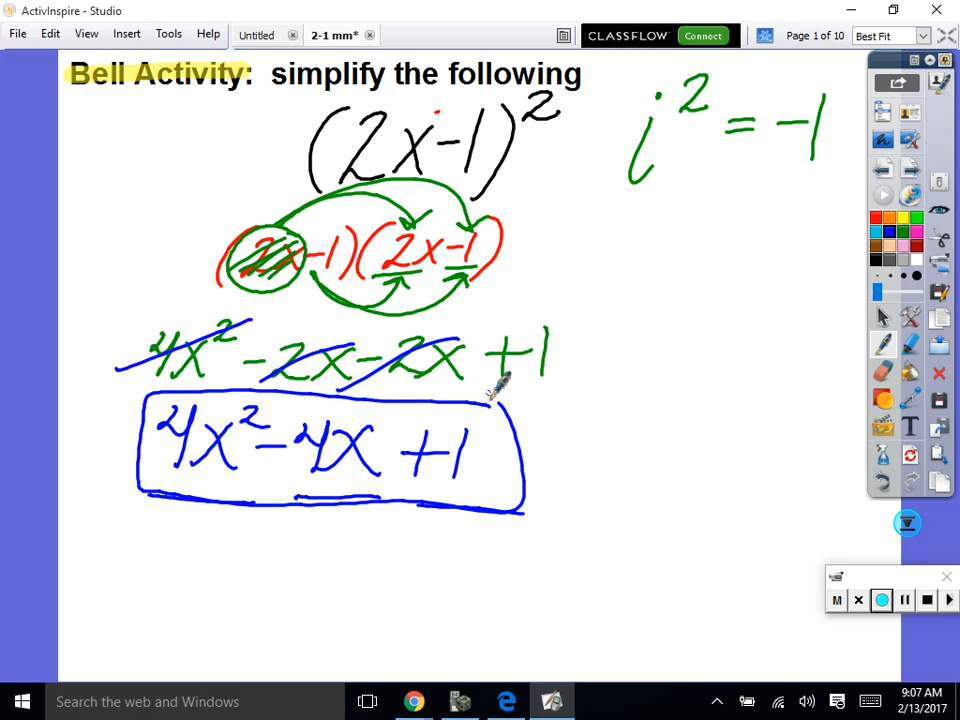 ActivInspire - Studio
File Edit View Insert Tools Help
Untitled
2-1 mm*
CLASSFLOW Connect
Page 1 of 10
Best Fit
Bell Activity: simplify the following
(2x-1)²
i² = -1
(2x-1)(2x-1)
4x² - 2x - 2x + 1
4x² - 4x + 1
M
Search the web and Windows
9:07 AM
2/13/2017